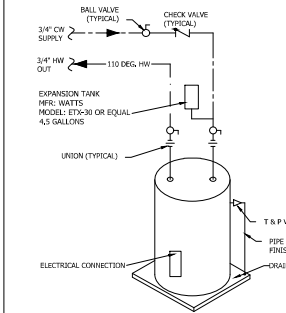 BALL VALVE
(TYPICAL)
CHECK VALVE
(TYPICAL)
3/4" CW
SUPPLY
3/4" HW
OUT
110 DEG. HW
EXPANSION TANK
MFR: WATTS
MODEL: ETX-30 OR EQUAL
4.5 GALLONS
UNION (TYPICAL)
T & P V
PIPE
FINIS
ELECTRICAL CONNECTION
DRAI